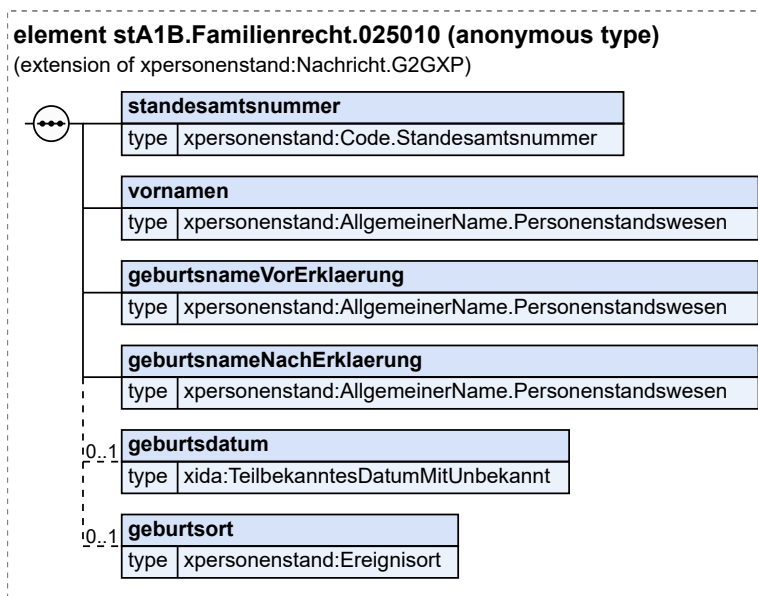 element stA1B.Familienrecht.025010 (anonymous type)
(extension of xpersonenstand:Nachricht.G2GXP)
standesamtsnummer
type xpersonenstand:Code.Standesamtsnummer
vornamen
type xpersonenstand:AllgemeinerName.Personenstandswesen
geburtsnameVorErklaerung
type xpersonenstand:AllgemeinerName.Personenstandswesen
geburtsnameNachErklaerung
type xpersonenstand:AllgemeinerName.Personenstandswesen
0..1 geburtsdatum
type xida:TeilbekanntesDatumMitUnbekannt
0..1 geburtsort
type xpersonenstand:Ereignisort